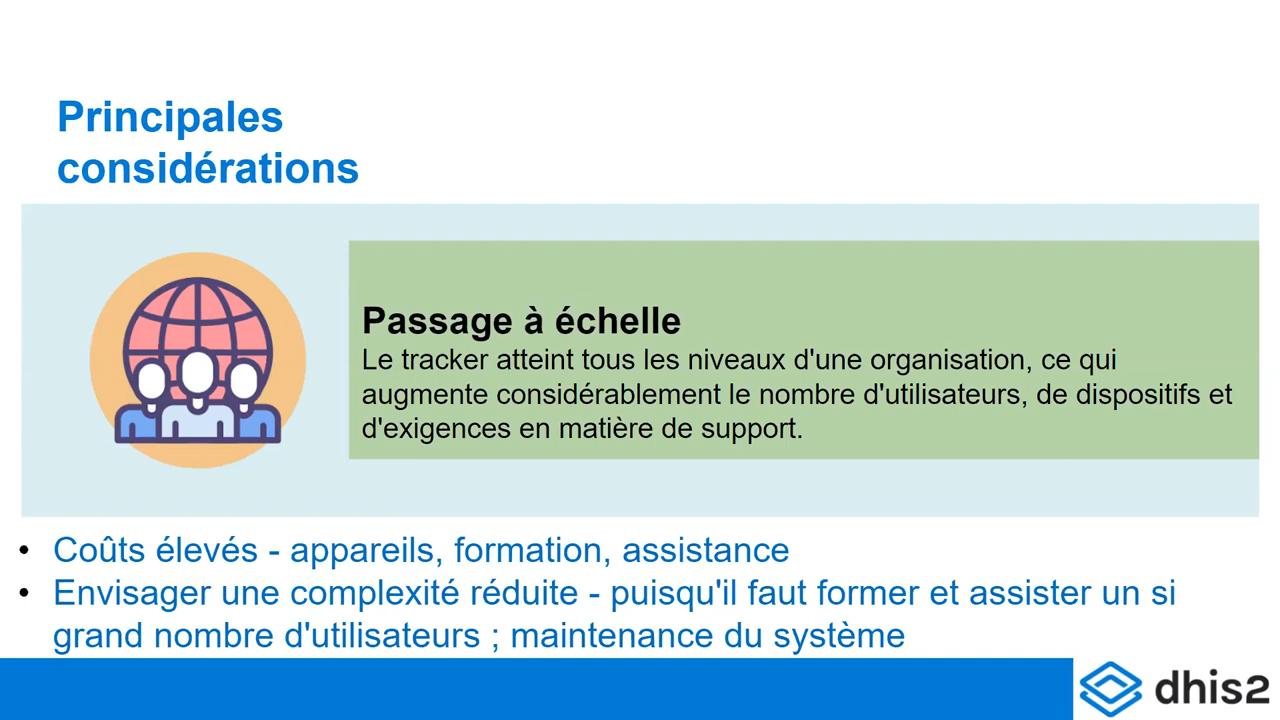 Principales
considérations
Passage à échelle
Le tracker atteint tous les niveaux d'une organisation, ce qui
augmente considérablement le nombre d'utilisateurs, de dispositifs et
d'exigences en matière de support.
• Coûts élevés - appareils, formation, assistance
• Envisager une complexité réduite - puisqu'il faut former et assister un si
grand nombre d'utilisateurs ; maintenance du système
dhis2